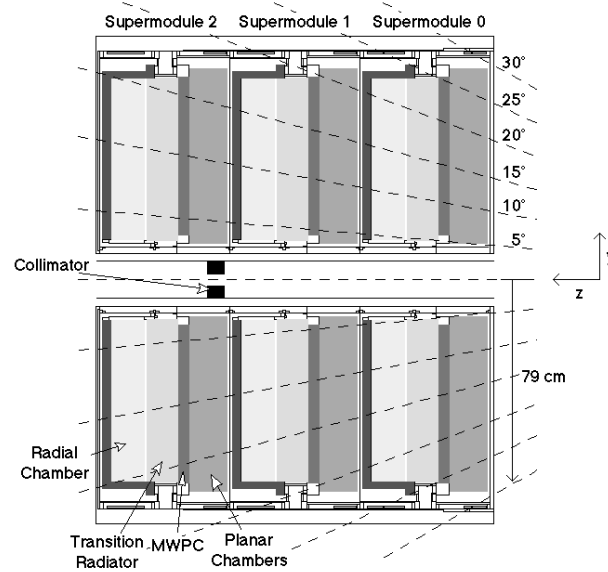 Supermodule 2 Supermodule 1 Supermodule 0
30°
25°
20°
15°
10°
5°
Collimator
y
z
79 cm
Radial
Chamber
Transition
Radiator
MWPC
Planar
Chambers